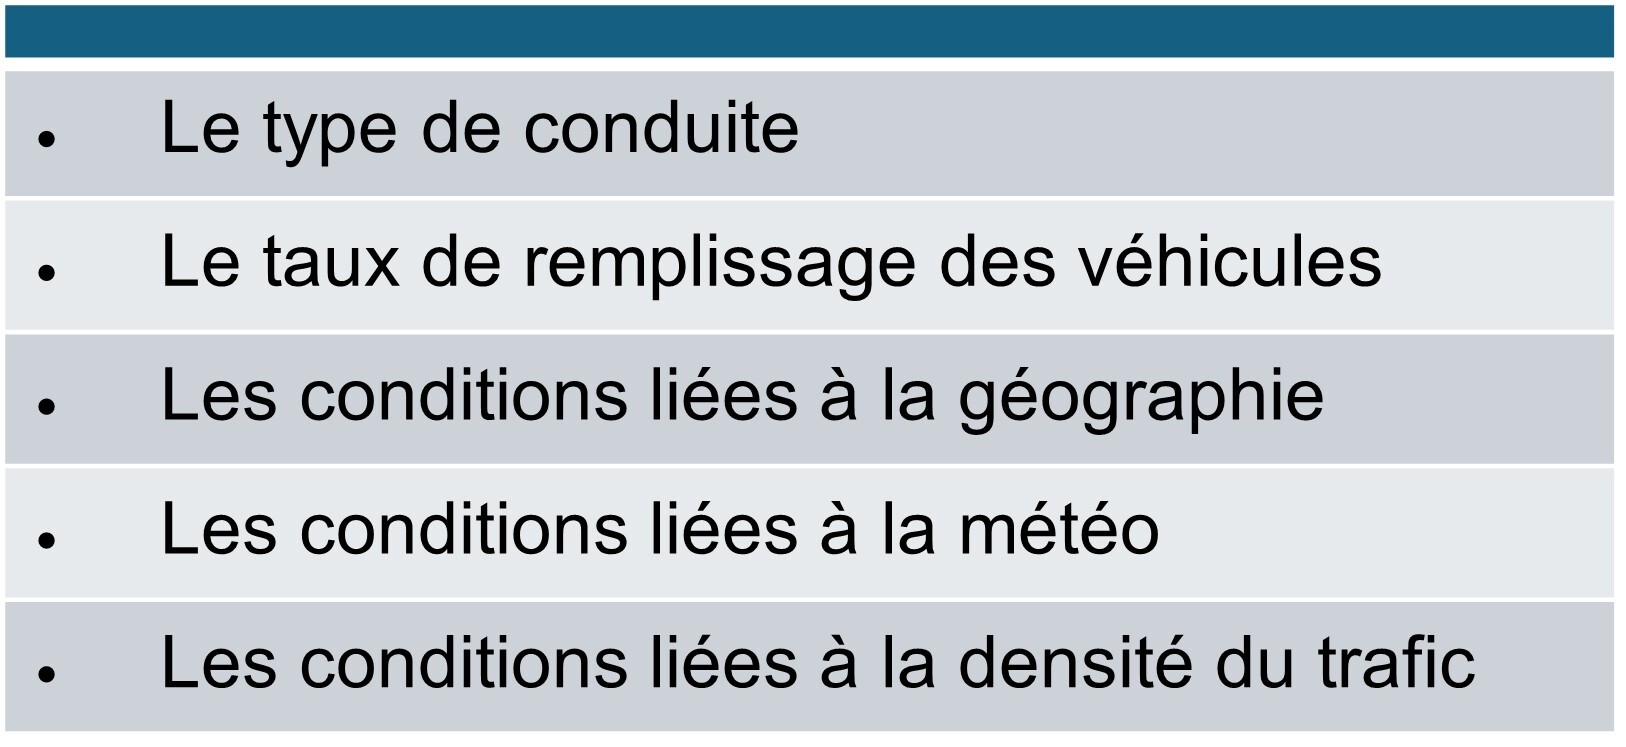 • Le type de conduite
• Le taux de remplissage des véhicules
• Les conditions liées à la géographie
• Les conditions liées à la météo
• Les conditions liées à la densité du trafic